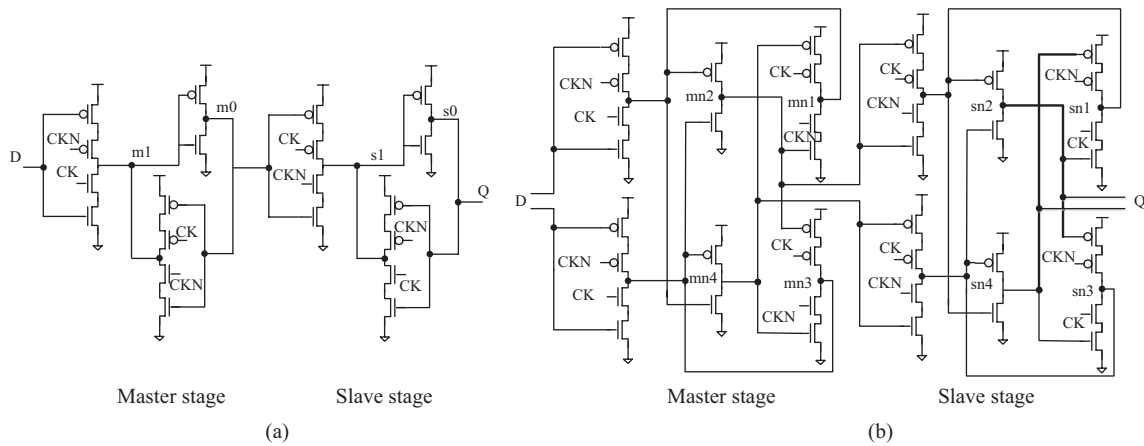 D
CKN
CK
m1
m0
CK
CKN
CK
CKN
s1
s0
CKN
CK
Q
Master stage
Slave stage
(a)
D
CK
CKN
CK
mn2
CK
mn1
CKN
CKN
CK
mn4
CK
mn3
CKN
CK
CKN
sn2
CKN
sn1
CK
CK
CKN
sn4
CKN
sn3
CK
Q
Master stage
Slave stage
(b)
CKN